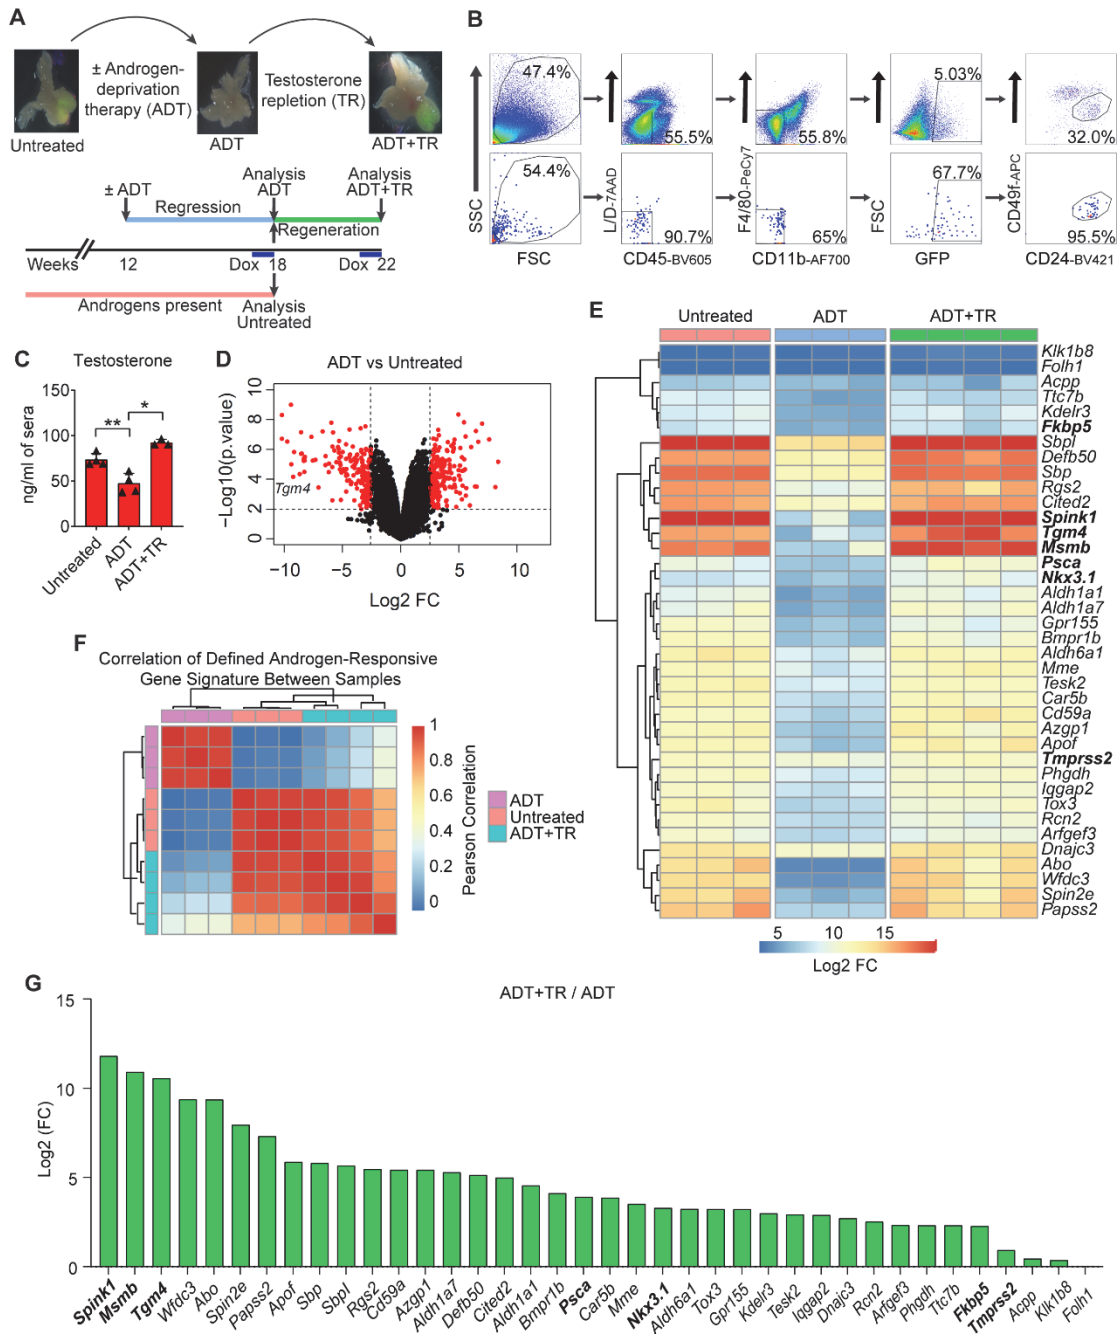 A
± Androgen-
deprivation
therapy (ADT)
Testosterone
repletion (TR)
Untreated
ADT
ADT+TR
± ADT
Analysis
ADT
Analysis
ADT+TR
Regression
Regeneration
Weeks
12
Dox
18
Dox
22
Androgens present
Analysis
Untreated
B
47.4%
55.5%
55.8%
5.03%
32.0%
54.4%
90.7%
65%
67.7%
95.5%
SSC
L/D-7AAD
F4/80-PeCy7
FSC
CD49f-APC
FSC
CD45-BV605
CD11b-AF700
GFP
CD24-BV421
C
Testosterone
150
100
50
0
ng/ml of sera
**
*
Untreated
ADT
ADT+TR
D
ADT vs Untreated
10
8
6
4
2
0
−Log10(p.value)
Tgm4
−10
−5
0
5
10
Log2 FC
E
Untreated
ADT
ADT+TR
Klk1b8
Folh1
Acpp
Ttc7b
Kdelr3
Fkbp5
Sbpl
Defb50
Sbp
Rgs2
Cited2
Spink1
Tgm4
Msmb
Psca
Nkx3.1
Aldh1a1
Aldh1a7
Gpr155
Bmpr1b
Aldh6a1
Mme
Tesk2
Car5b
Cd59a
Azgp1
Apof
Tmprss2
Phgdh
Iqgap2
Tox3
Rcn2
Arfgef3
Dnajc3
Abo
Wfdc3
Spin2e
Papss2
5
10
15
Log2 FC
F
Correlation of Defined Androgen-Responsive
Gene Signature Between Samples
1
0.8
0.6
0.4
0.2
0
Pearson Correlation
ADT
Untreated
ADT+TR
G
ADT+TR / ADT
15
10
5
0
Log2 (FC)
Spink1
Msmb
Tgm4
Wfdc3
Abo
Spin2e
Papss2
Apof
Sbp
Sbpl
Rgs2
Cd59a
Azgp1
Aldh1a7
Defb50
Cited2
Aldh1a1
Bmpr1b
Psca
Car5b
Mme
Nkx3.1
Aldh6a1
Tox3
Gpr155
Kdelr3
Tesk2
Iqgap2
Dnajc3
Rcn2
Arfgef3
Phgdh
Ttc7b
Fkbp5
Tmprss2
Acpp
Klk1b8
Folh1